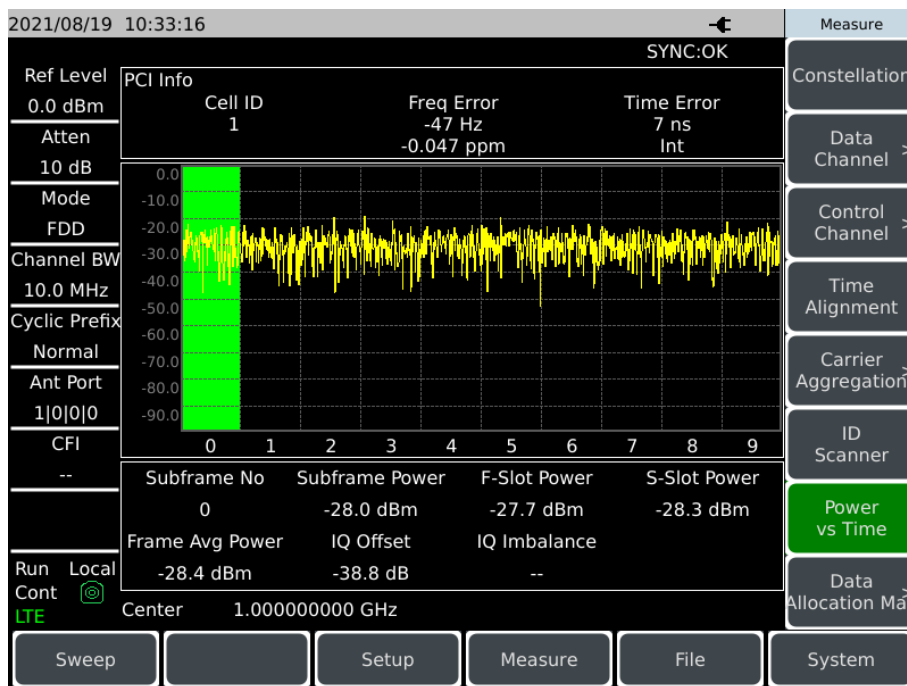 2021/08/19 10:33:16
Measure
SYNC:OK
Ref Level
0.0 dBm
Atten
10 dB
Mode
FDD
Channel BW
10.0 MHz
Cyclic Prefix
Normal
Ant Port
1|0|0|0
CFI
--
Run Local
Cont
LTE
PCI Info
Cell ID Freq Error Time Error
1 -47 Hz 7 ns
-0.047 ppm Int
0.0
-10.0
-20.0
-30.0
-40.0
-50.0
-60.0
-70.0
-80.0
-90.0
0 1 2 3 4 5 6 7 8 9
Subframe No Subframe Power F-Slot Power S-Slot Power
0 -28.0 dBm -27.7 dBm -28.3 dBm
Frame Avg Power IQ Offset IQ Imbalance
-28.4 dBm -38.8 dB --
Center 1.000000000 GHz
Constellation
Data
Channel >
Control
Channel >
Time
Alignment
Carrier
Aggregation >
ID
Scanner
Power
vs Time
Data
Allocation Ma >
Sweep Setup Measure File System